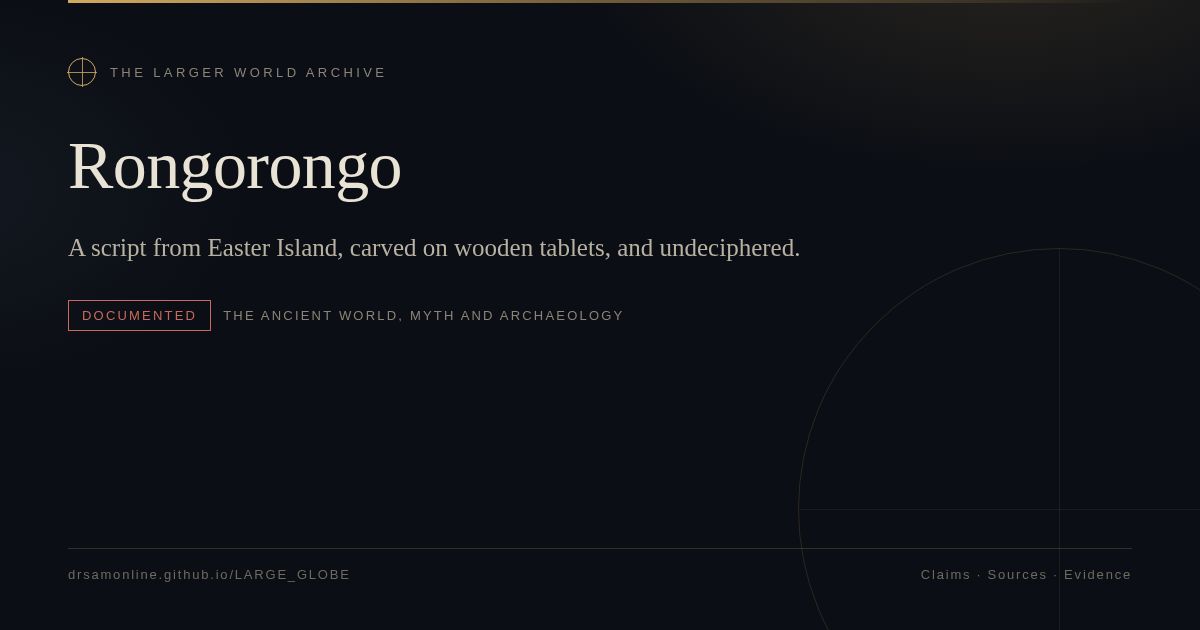 THE LARGER WORLD ARCHIVE
Rongorongo
A script from Easter Island, carved on wooden tablets, and undeciphered.
DOCUMENTED THE ANCIENT WORLD, MYTH AND ARCHAEOLOGY
drsamonline.github.io/LARGE_GLOBE Claims · Sources · Evidence